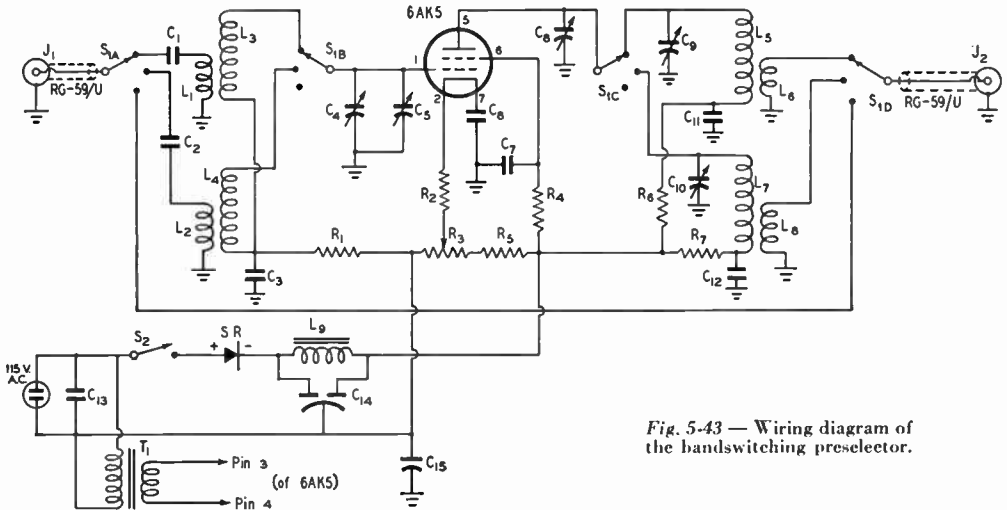 6AK5
J1
S1A
C1
L1
L3
S1B
1
5
6
2
7
C8
C9
L5
L6
S1C
S1D
J2
RG-59/U
RG-59/U
C2
C4
C5
C6
C7
C11
L4
L2
R2
R4
R6
C10
L7
L8
R1
R3
R5
R7
C3
C12
S2
+ SR -
L9
115 V.
A.C.
C13
C14
T1
C15
Pin 3
(of 6AK5)
Pin 4
Fig. 5-43 — Wiring diagram of
the bandswitching preselector.